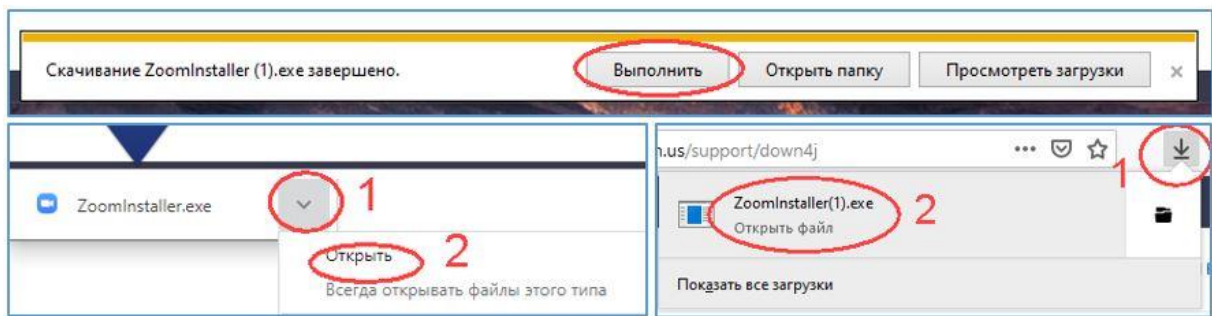 Скачивание ZoomInstaller (1).exe завершено.
Выполнить
Открыть папку
Просмотреть загрузки
ZoomInstaller.exe
1
Открыть
2
Всегда открывать файлы этого типа
n.us/support/down4j
1
ZoomInstaller(1).exe
2
Открыть файл
Показать все загрузки